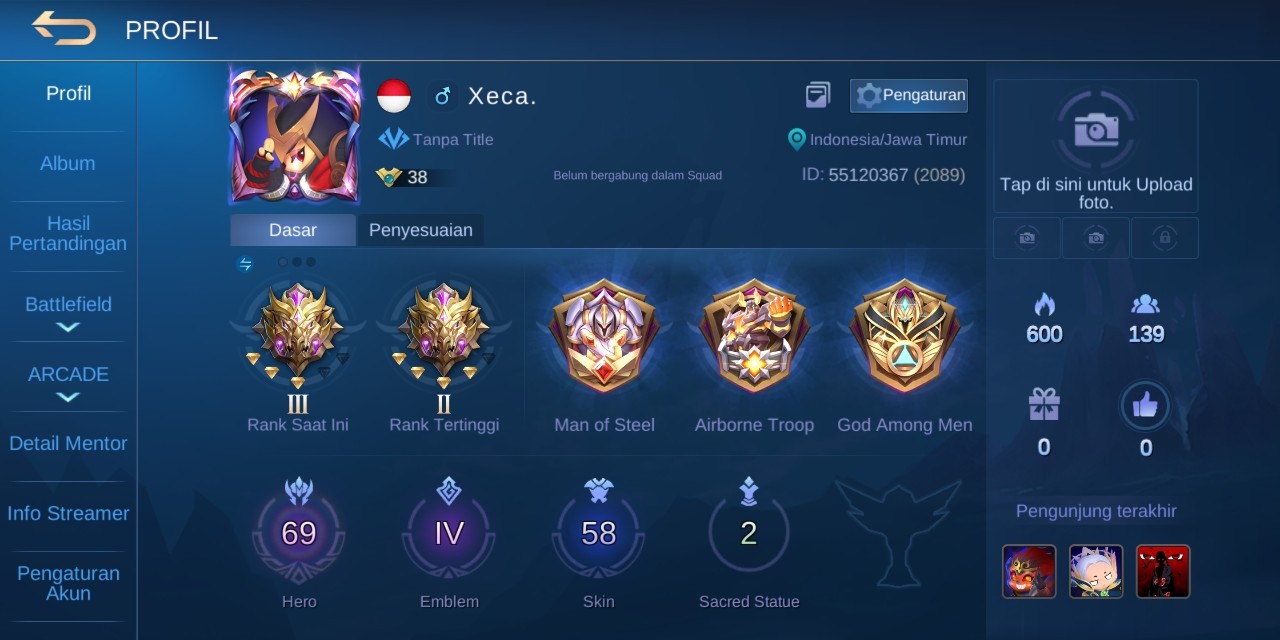 PROFIL
Profil
Album
Hasil
Pertandingan
Battlefield
ARCADE
Detail Mentor
Info Streamer
Pengaturan
Akun
Xeca.
Pengaturan
Tanpa Title
Indonesia/Jawa Timur
38
Belum bergabung dalam Squad
ID: 55120367 (2089)
Dasar
Penyesuaian
III
II
Rank Saat Ini
Rank Tertinggi
Man of Steel
Airborne Troop
God Among Men
69
IV
58
2
Hero
Emblem
Skin
Sacred Statue
Tap di sini untuk Upload
foto.
600
139
0
0
Pengunjung terakhir